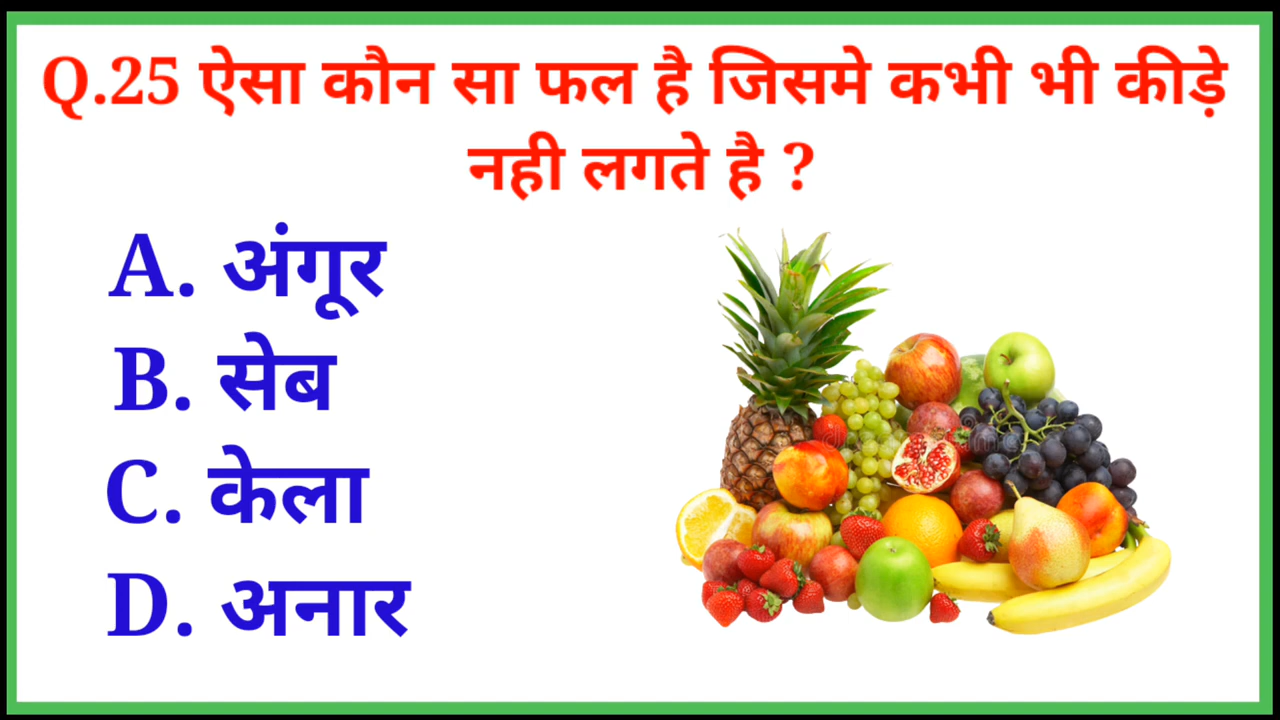 Q.25 ऐसा कौन सा फल है जिसमे कभी भी कीड़े
नही लगते है ?
A. अंगूर
B. सेब
C. केला
D. अनार